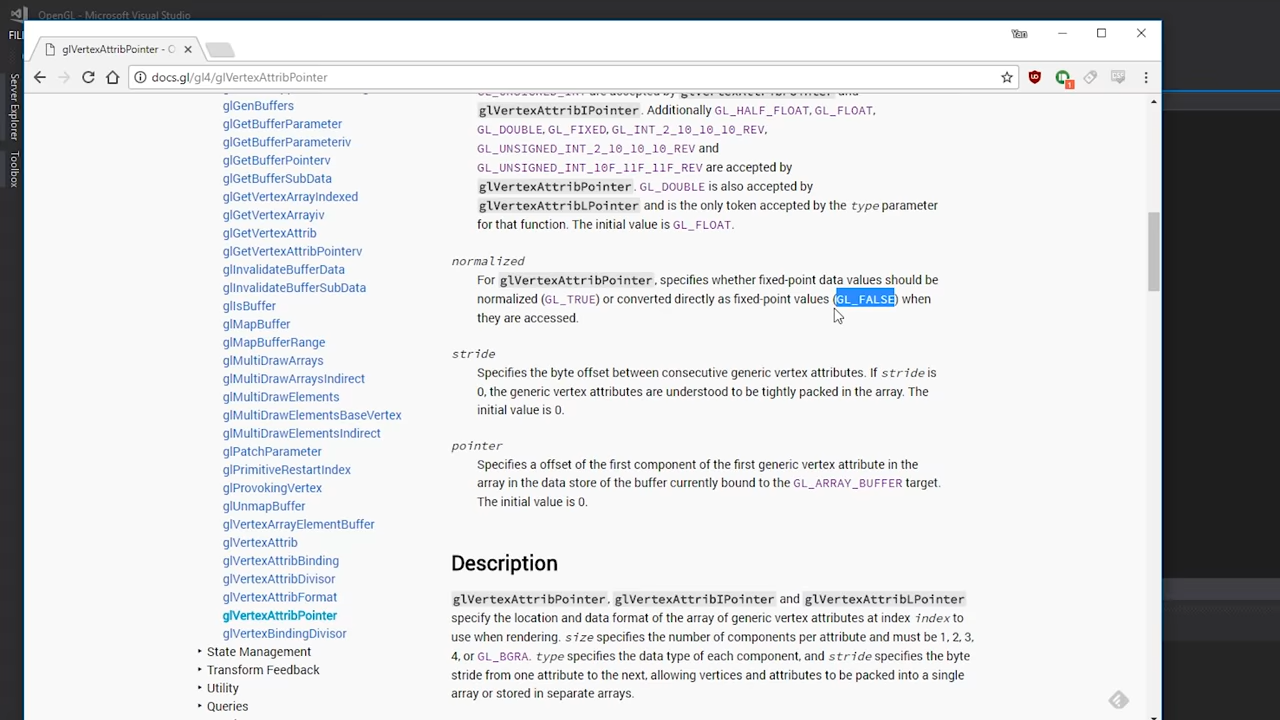 OpenGL - Microsoft Visual Studio
FIL
Yan
glVertexAttribPointer - O
docs.gl/gl4/glVertexAttribPointer
Server Explorer
Toolbox
glGenBuffers
glGetBufferParameter
glGetBufferParameteriv
glGetBufferPointerv
glGetBufferSubData
glGetVertexArrayIndexed
glGetVertexArrayiv
glGetVertexAttrib
glGetVertexAttribPointerv
glInvalidateBufferData
glInvalidateBufferSubData
glIsBuffer
glMapBuffer
glMapBufferRange
glMultiDrawArrays
glMultiDrawArraysIndirect
glMultiDrawElements
glMultiDrawElementsBaseVertex
glMultiDrawElementsIndirect
glPatchParameter
glPrimitiveRestartIndex
glProvokingVertex
glUnmapBuffer
glVertexArrayElementBuffer
glVertexAttrib
glVertexAttribBinding
glVertexAttribDivisor
glVertexAttribFormat
glVertexAttribPointer
glVertexBindingDivisor
State Management
Transform Feedback
Utility
Queries
GL_UNSIGNED_INT are accepted by glVertexAttribPointer and
glVertexAttribIPointer. Additionally GL_HALF_FLOAT, GL_FLOAT,
GL_DOUBLE, GL_FIXED, GL_INT_2_10_10_10_REV,
GL_UNSIGNED_INT_2_10_10_10_REV and
GL_UNSIGNED_INT_10F_11F_11F_REV are accepted by
glVertexAttribPointer. GL_DOUBLE is also accepted by
glVertexAttribLPointer and is the only token accepted by the type parameter
for that function. The initial value is GL_FLOAT.
normalized
For glVertexAttribPointer, specifies whether fixed-point data values should be
normalized (GL_TRUE) or converted directly as fixed-point values (GL_FALSE) when
they are accessed.
stride
Specifies the byte offset between consecutive generic vertex attributes. If stride is
0, the generic vertex attributes are understood to be tightly packed in the array. The
initial value is 0.
pointer
Specifies a offset of the first component of the first generic vertex attribute in the
array in the data store of the buffer currently bound to the GL_ARRAY_BUFFER target.
The initial value is 0.
Description
glVertexAttribPointer, glVertexAttribIPointer and glVertexAttribLPointer
specify the location and data format of the array of generic vertex attributes at index index to
use when rendering. size specifies the number of components per attribute and must be 1, 2, 3,
4, or GL_BGRA. type specifies the data type of each component, and stride specifies the byte
stride from one attribute to the next, allowing vertices and attributes to be packed into a single
array or stored in separate arrays.